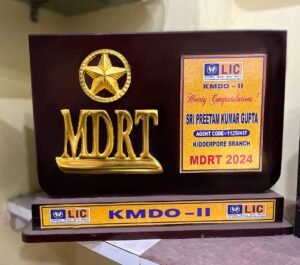 MDRT
LIC
KMDO - II
Hearty Congratulations !
SRI PREETAM KUMAR GUPTA
AGENT CODE - 1125041F
KIDDERPORE BRANCH
MDRT 2024
LIC KMDO - II LIC